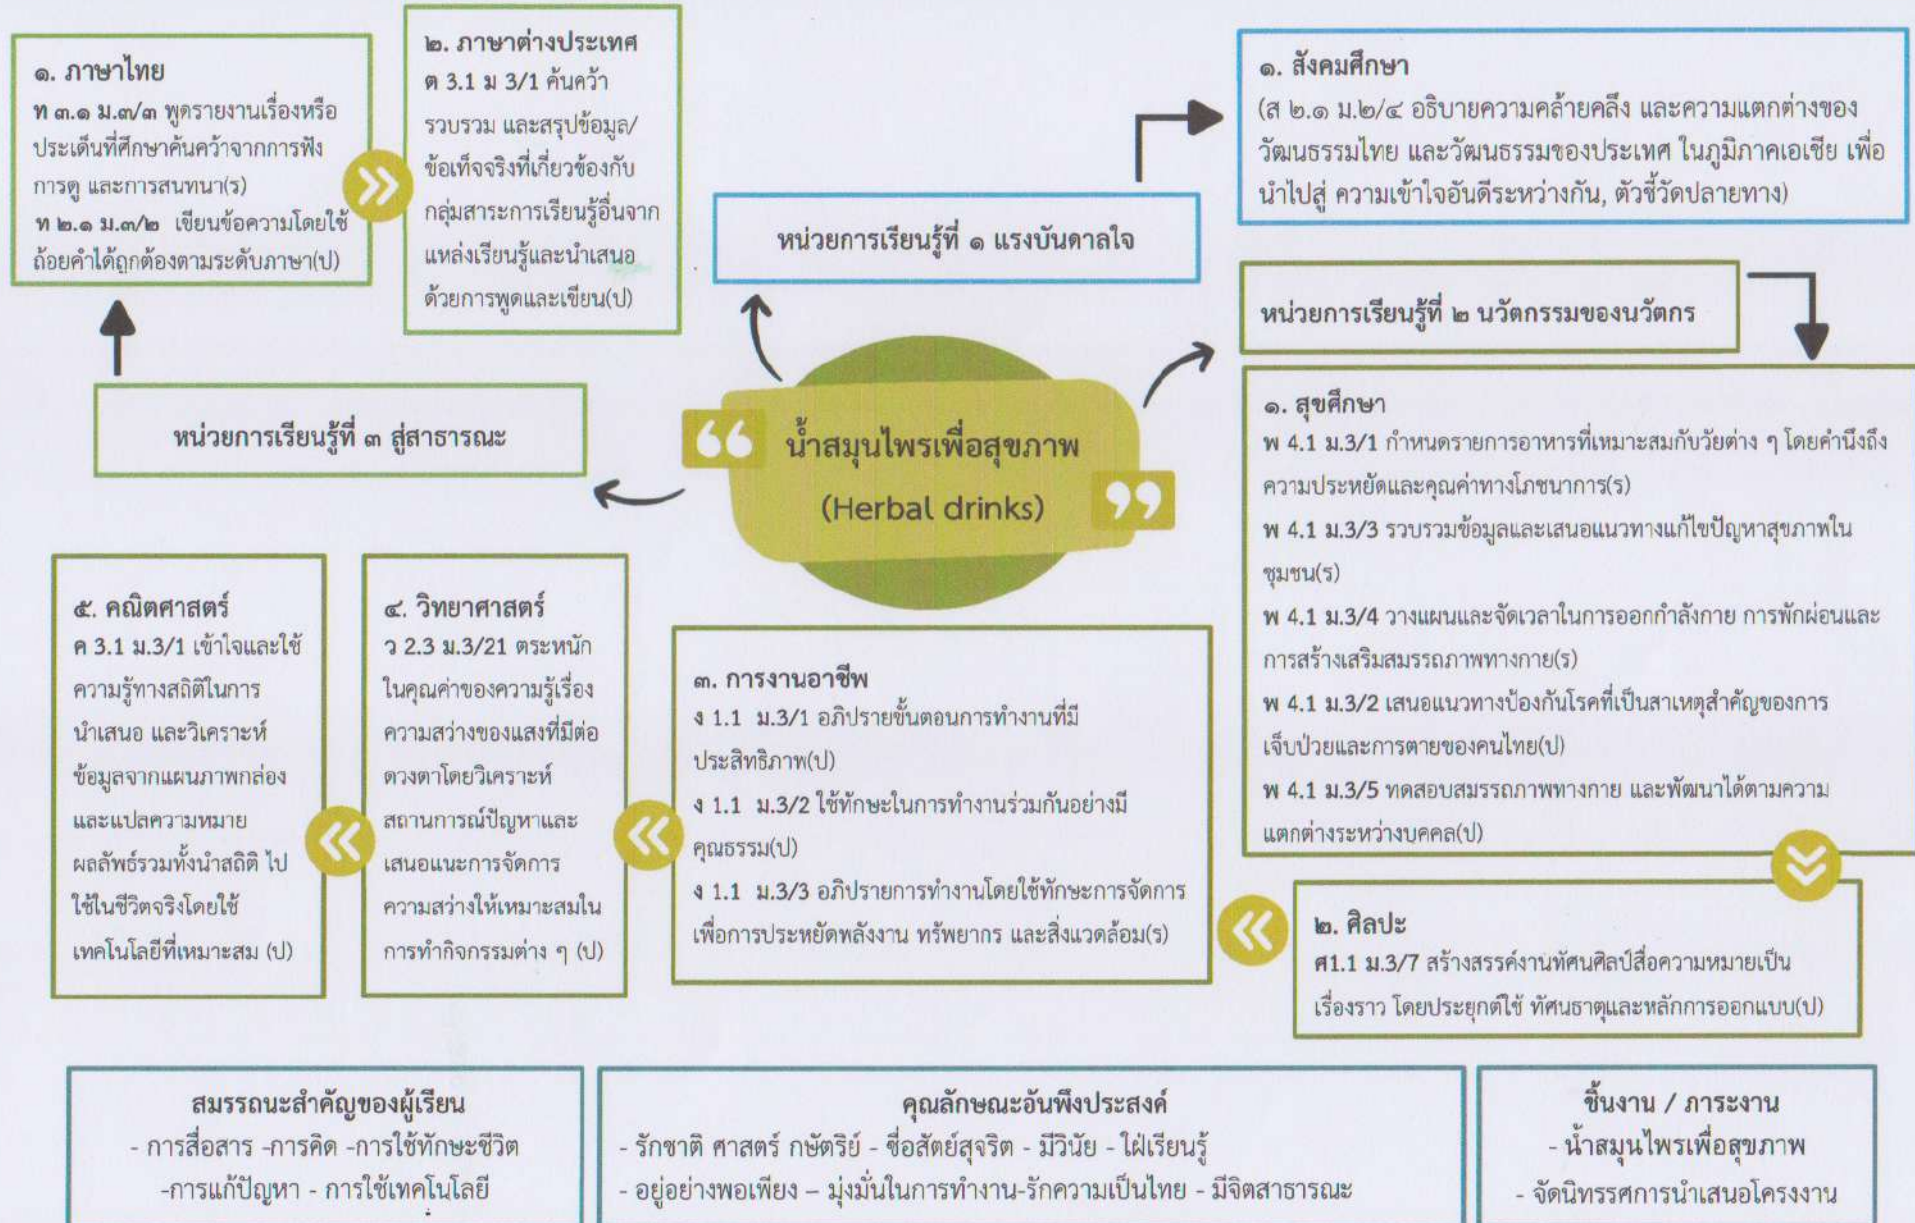 ๑. ภาษาไทย
ท ๓.๑ ม.๓/๓ พูดรายงานเรื่องหรือ
ประเด็นที่ศึกษาค้นคว้าจากการฟัง
การดู และการสนทนา(ร)
ท ๒.๑ ม.๓/๒ เขียนข้อความโดยใช้
ถ้อยคำได้ถูกต้องตามระดับภาษา(ป)
๒. ภาษาต่างประเทศ
ต 3.1 ม 3/1 ค้นคว้า
รวบรวม และสรุปข้อมูล/
ข้อเท็จจริงที่เกี่ยวข้องกับ
กลุ่มสาระการเรียนรู้อื่นจาก
แหล่งเรียนรู้และนำเสนอ
ด้วยการพูดและเขียน(ป)
หน่วยการเรียนรู้ที่ ๑ แรงบันดาลใจ
๑. สังคมศึกษา
(ส ๒.๑ ม.๒/๔ อธิบายความคล้ายคลึง และความแตกต่างของ
วัฒนธรรมไทย และวัฒนธรรมของประเทศ ในภูมิภาคเอเชีย เพื่อ
นำไปสู่ ความเข้าใจอันดีระหว่างกัน, ตัวชี้วัดปลายทาง)
หน่วยการเรียนรู้ที่ ๒ นวัตกรรมของนวัตกร
หน่วยการเรียนรู้ที่ ๓ สู่สาธารณะ
น้ำสมุนไพรเพื่อสุขภาพ
(Herbal drinks)
๑. สุขศึกษา
พ 4.1 ม.3/1 กำหนดรายการอาหารที่เหมาะสมกับวัยต่าง ๆ โดยคำนึงถึง
ความประหยัดและคุณค่าทางโภชนาการ(ร)
พ 4.1 ม.3/3 รวบรวมข้อมูลและเสนอแนวทางแก้ไขปัญหาสุขภาพใน
ชุมชน(ร)
พ 4.1 ม.3/4 วางแผนและจัดเวลาในการออกกำลังกาย การพักผ่อนและ
การสร้างเสริมสมรรถภาพทางกาย(ร)
พ 4.1 ม.3/2 เสนอแนวทางป้องกันโรคที่เป็นสาเหตุสำคัญของการ
เจ็บป่วยและการตายของคนไทย(ป)
พ 4.1 ม.3/5 ทดสอบสมรรถภาพทางกาย และพัฒนาได้ตามความ
แตกต่างระหว่างบุคคล(ป)
๒. ศิลปะ
ศ1.1 ม.3/7 สร้างสรรค์งานทัศนศิลป์สื่อความหมายเป็น
เรื่องราว โดยประยุกต์ใช้ ทัศนธาตุและหลักการออกแบบ(ป)
๓. การงานอาชีพ
ง 1.1 ม.3/1 อภิปรายขั้นตอนการทำงานที่มี
ประสิทธิภาพ(ป)
ง 1.1 ม.3/2 ใช้ทักษะในการทำงานร่วมกันอย่างมี
คุณธรรม(ป)
ง 1.1 ม.3/3 อภิปรายการทำงานโดยใช้ทักษะการจัดการ
เพื่อการประหยัดพลังงาน ทรัพยากร และสิ่งแวดล้อม(ร)
๔. วิทยาศาสตร์
ว 2.3 ม.3/21 ตระหนัก
ในคุณค่าของความรู้เรื่อง
ความสว่างของแสงที่มีต่อ
ดวงตาโดยวิเคราะห์
สถานการณ์ปัญหาและ
เสนอแนะการจัดการ
ความสว่างให้เหมาะสมใน
การทำกิจกรรมต่าง ๆ (ป)
๕. คณิตศาสตร์
ค 3.1 ม.3/1 เข้าใจและใช้
ความรู้ทางสถิติในการ
นำเสนอ และวิเคราะห์
ข้อมูลจากแผนภาพกล่อง
และแปลความหมาย
ผลลัพธ์รวมทั้งนำสถิติ ไป
ใช้ในชีวิตจริงโดยใช้
เทคโนโลยีที่เหมาะสม (ป)
สมรรถนะสำคัญของผู้เรียน
- การสื่อสาร -การคิด -การใช้ทักษะชีวิต
-การแก้ปัญหา - การใช้เทคโนโลยี
คุณลักษณะอันพึงประสงค์
- รักชาติ ศาสตร์ กษัตริย์ - ซื่อสัตย์สุจริต - มีวินัย - ใฝ่เรียนรู้
- อยู่อย่างพอเพียง – มุ่งมั่นในการทำงาน-รักความเป็นไทย - มีจิตสาธารณะ
ชิ้นงาน / ภาระงาน
- น้ำสมุนไพรเพื่อสุขภาพ
- จัดนิทรรศการนำเสนอโครงงาน